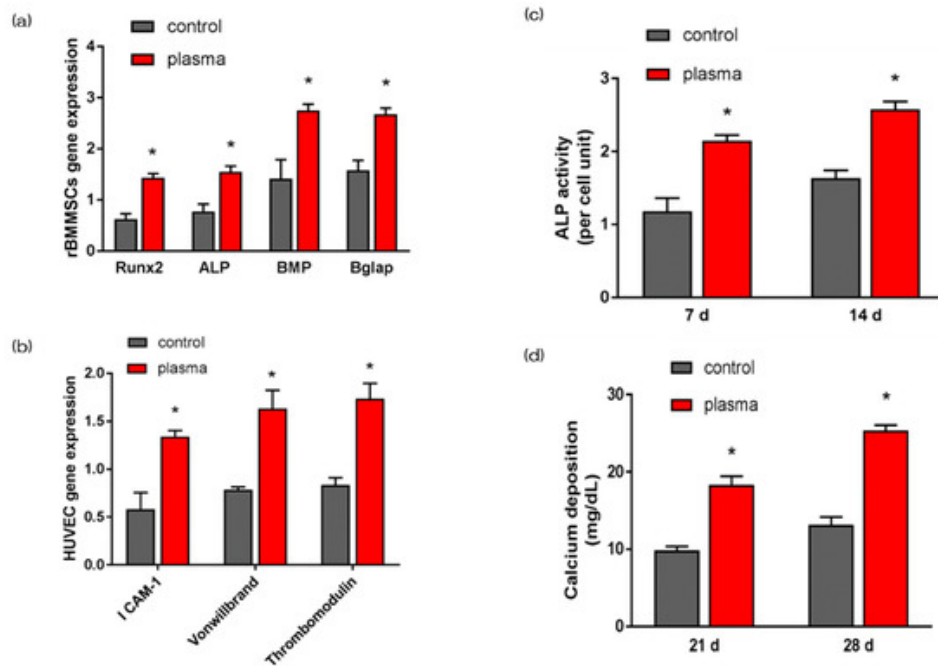 (a)
control
plasma
rBMMSCs gene expression
4
3
2
1
0
* * * *
Runx2 ALP BMP Bglap
(b)
control
plasma
HUVEC gene expression
2.0
1.5
1.0
0.5
0.0
* * *
I CAM-1 Vonwillbrand Thrombomodulin
(c)
control
plasma
ALP activity
(per cell unit)
3
2
1
0
* *
7 d 14 d
(d)
control
plasma
Calcium deposition
(mg/dL)
30
20
10
0
* *
21 d 28 d